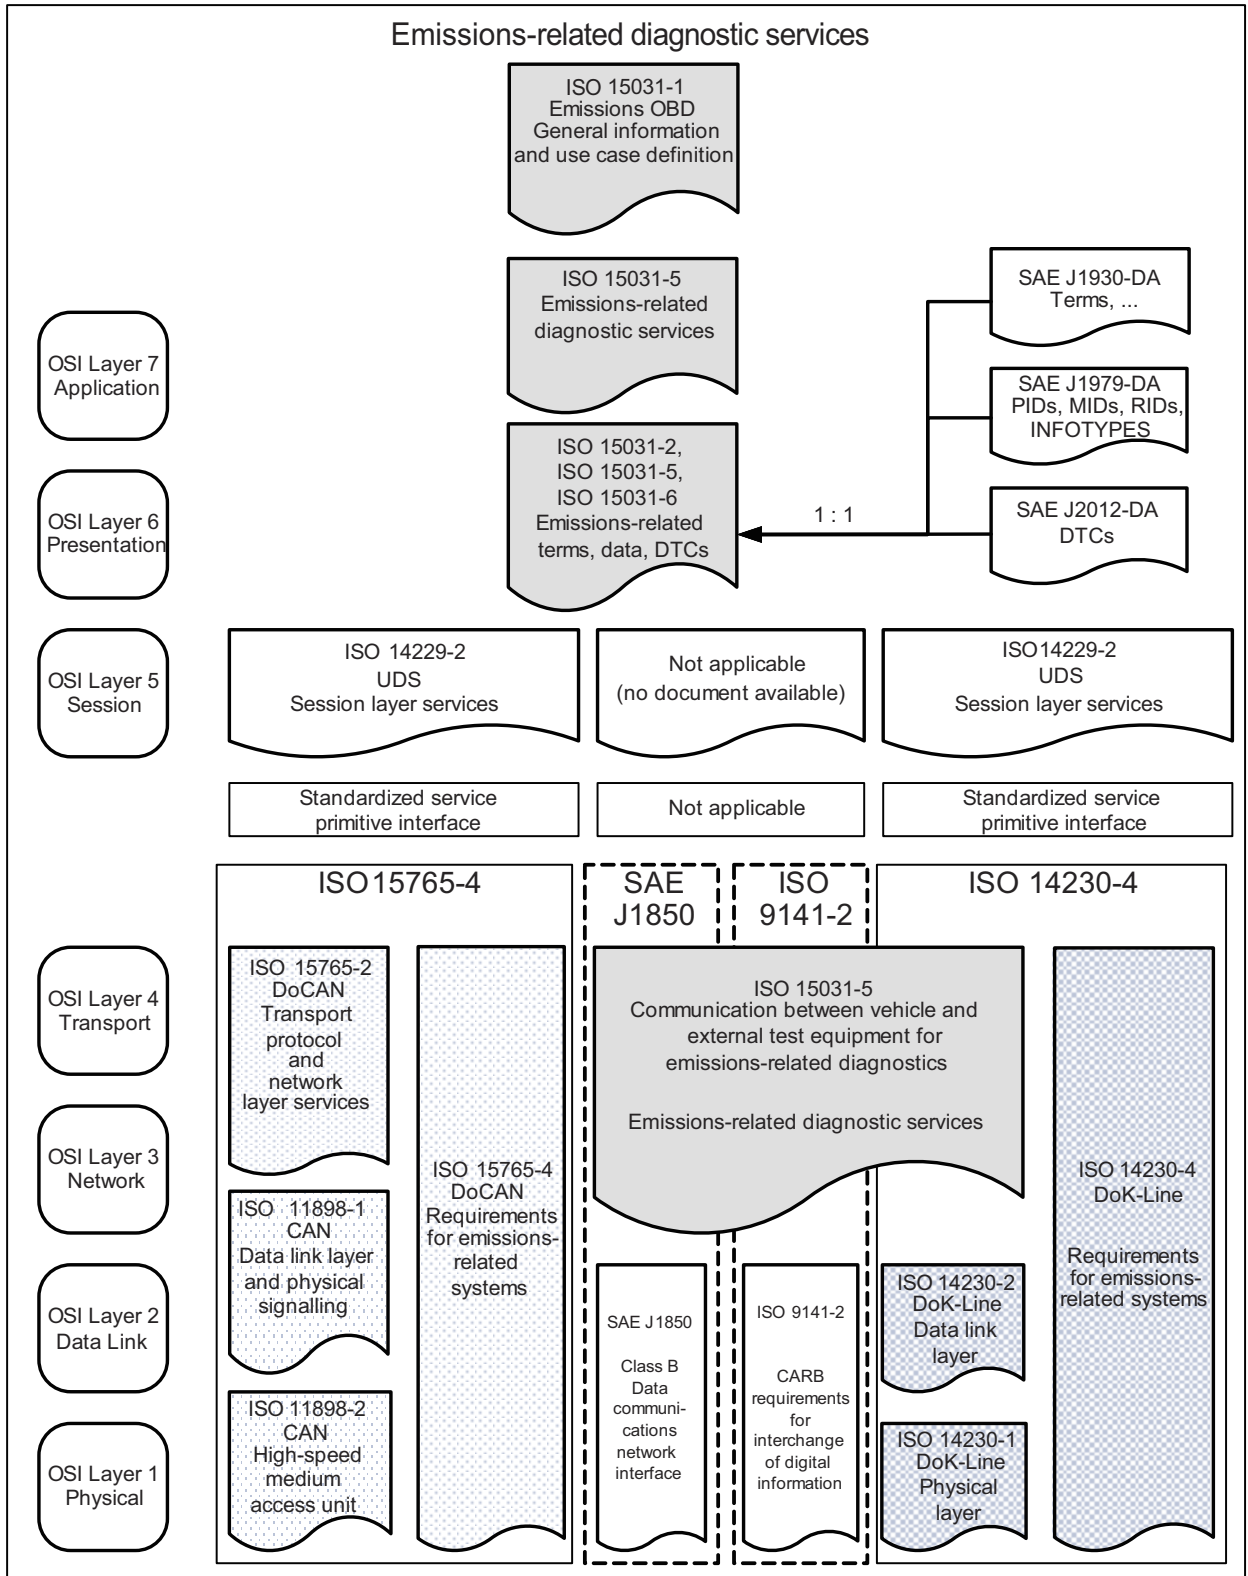 Emissions-related diagnostic services
ISO 15031-1
Emissions OBD
General information
and use case definition
ISO 15031-5
Emissions-related
diagnostic services
SAE J1930-DA
Terms, ...
OSI Layer 7
Application
SAE J1979-DA
PIDs, MIDs, RIDs,
INFOTYPES
ISO 15031-2,
ISO 15031-5,
ISO 15031-6
Emissions-related
terms, data, DTCs
1 : 1
SAE J2012-DA
DTCs
OSI Layer 6
Presentation
OSI Layer 5
Session
ISO 14229-2
UDS
Session layer services
Not applicable
(no document available)
ISO14229-2
UDS
Session layer services
Standardized service
primitive interface
Not applicable
Standardized service
primitive interface
ISO15765-4
SAE
J1850
ISO
9141-2
ISO 14230-4
OSI Layer 4
Transport
ISO 15765-2
DoCAN
Transport
protocol
and
network
layer services
ISO 15031-5
Communication between vehicle and
external test equipment for
emissions-related diagnostics
Emissions-related diagnostic services
OSI Layer 3
Network
ISO 15765-4
DoCAN
Requirements
for emissions-
related
systems
ISO 14230-4
DoK-Line
Requirements
for emissions-
related systems
ISO 11898-1
CAN
Data link layer
and physical
signalling
OSI Layer 2
Data Link
SAE J1850
Class B
Data
communi-
cations
network
interface
ISO 9141-2
CARB
requirements
for
interchange
of digital
information
ISO 14230-2
DoK-Line
Data link
layer
OSI Layer 1
Physical
ISO 11898-2
CAN
High-speed
medium
access unit
ISO 14230-1
DoK-Line
Physical
layer